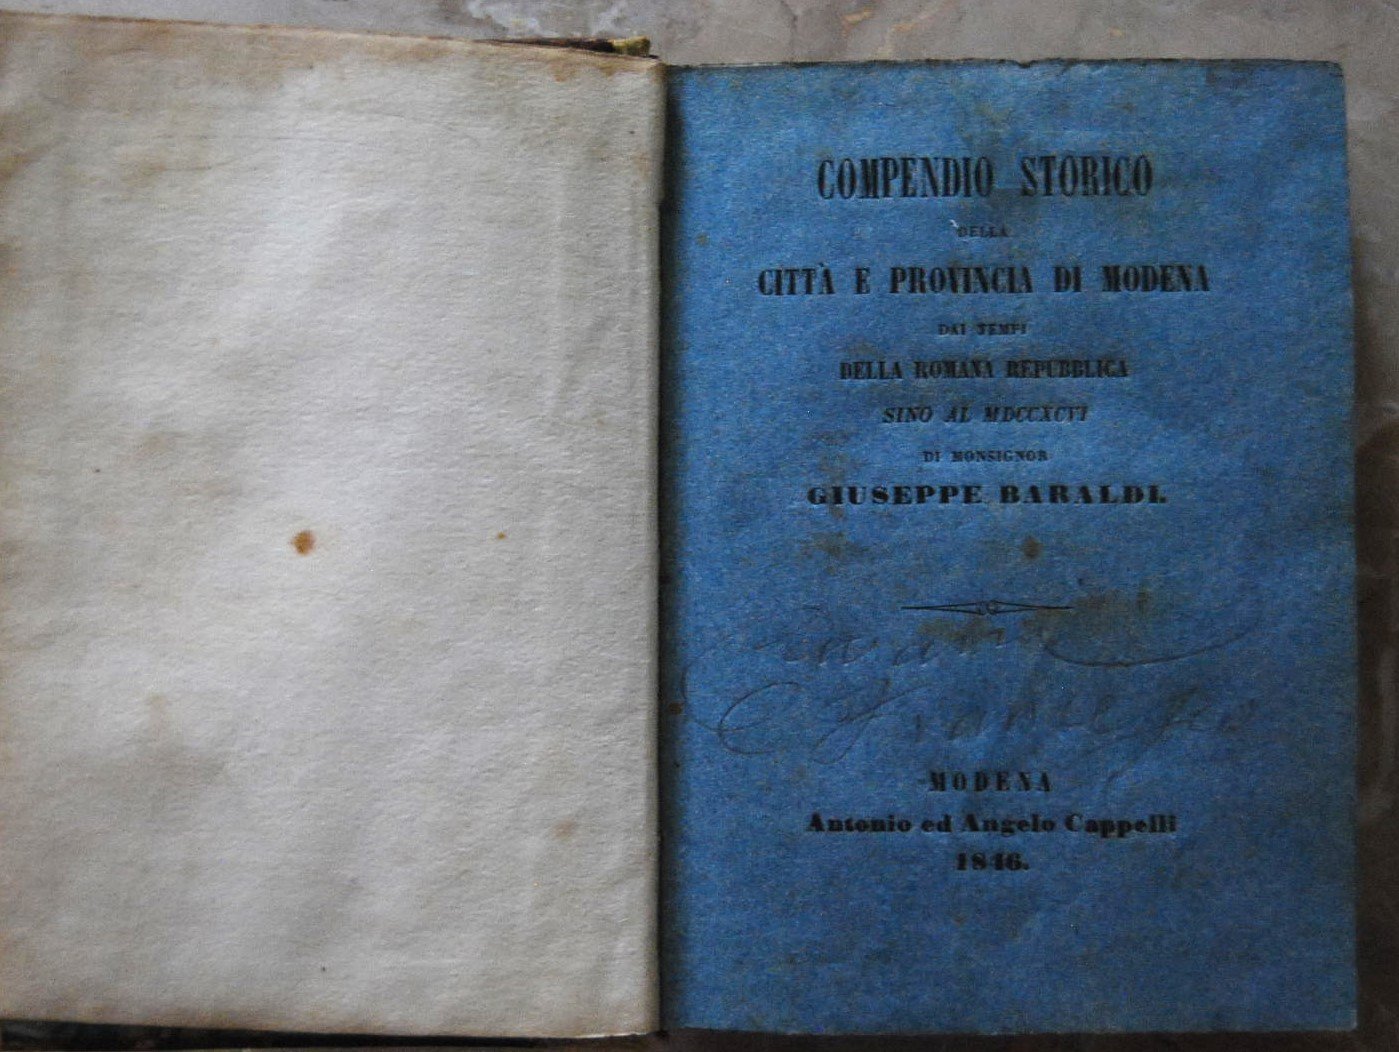 COMPENDIO STORICO
DELLA
CITTÀ E PROVINCIA DI MODENA
DAI TEMPI
DELLA ROMANA REPUBBLICA
SINO AL MDCCXCVI
DI MONSIGNOR
GIUSEPPE BARALDI.
MODENA
Antonio ed Angelo Cappelli
1846.